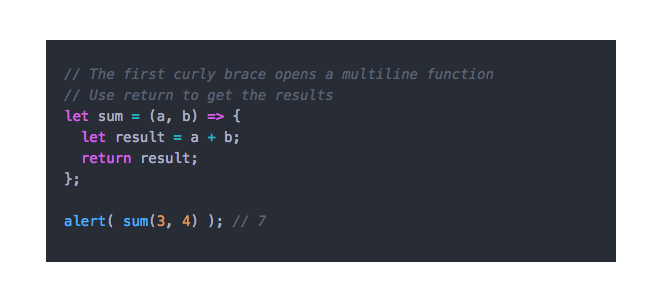 // The first curly brace opens a multiline function
// Use return to get the results
let sum = (a, b) => {
  let result = a + b;
  return result;
};

alert( sum(3, 4) ); // 7